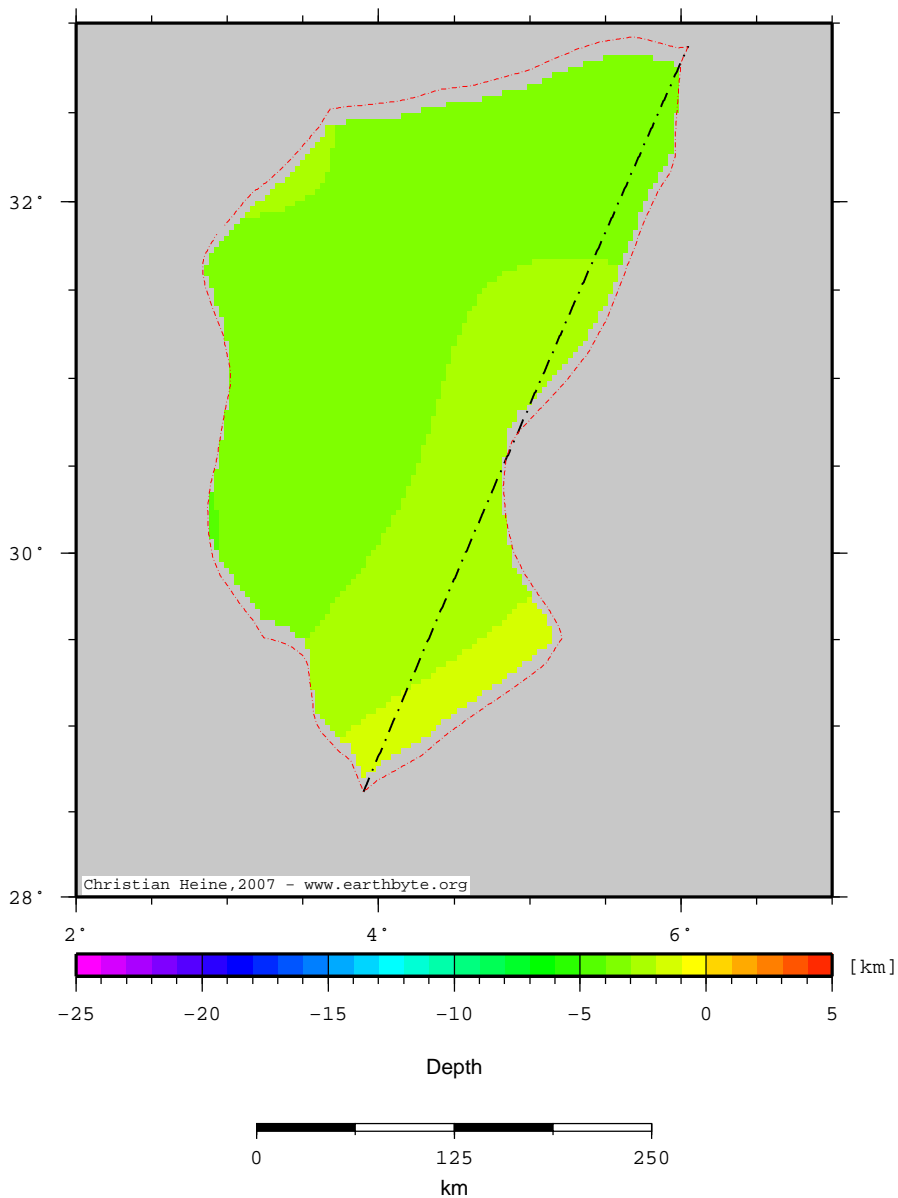 32°
30°
28°
Christian Heine,2007 - www.earthbyte.org
2° 4° 6°
[km]
−25 −20 −15 −10 −5 0 5
Depth
0 125 250
km